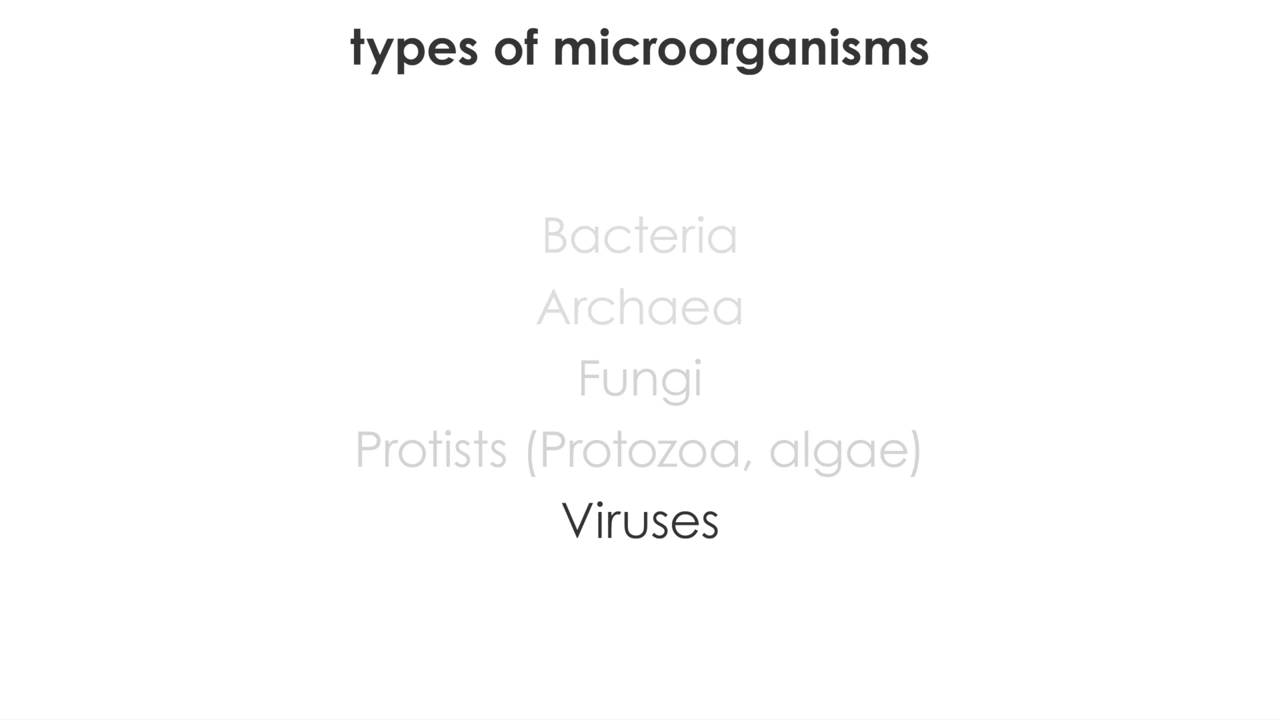 types of microorganisms
Bacteria
Archaea
Fungi
Protists (Protozoa, algae)
Viruses